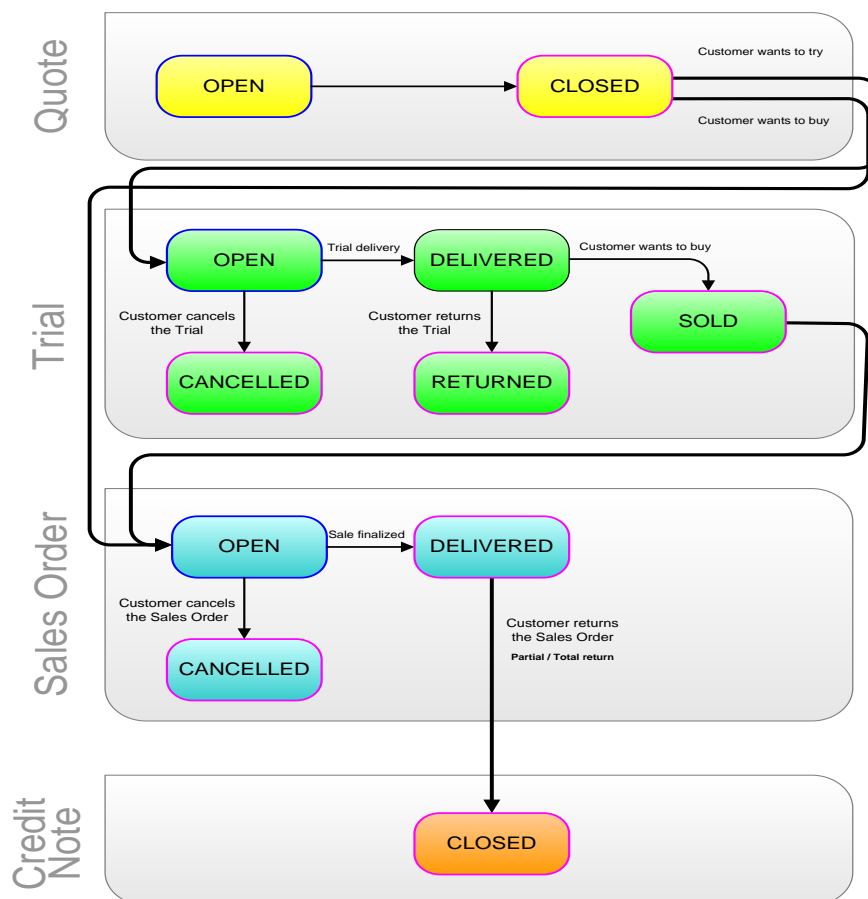 Quote
OPEN
CLOSED
Customer wants to try
Customer wants to buy
Trial
OPEN
Trial delivery
DELIVERED
Customer wants to buy
SOLD
Customer cancels
the Trial
Customer returns
the Trial
CANCELLED
RETURNED
Sales Order
OPEN
Sale finalized
DELIVERED
Customer cancels
the Sales Order
Customer returns
the Sales Order
Partial / Total return
CANCELLED
Credit
Note
CLOSED